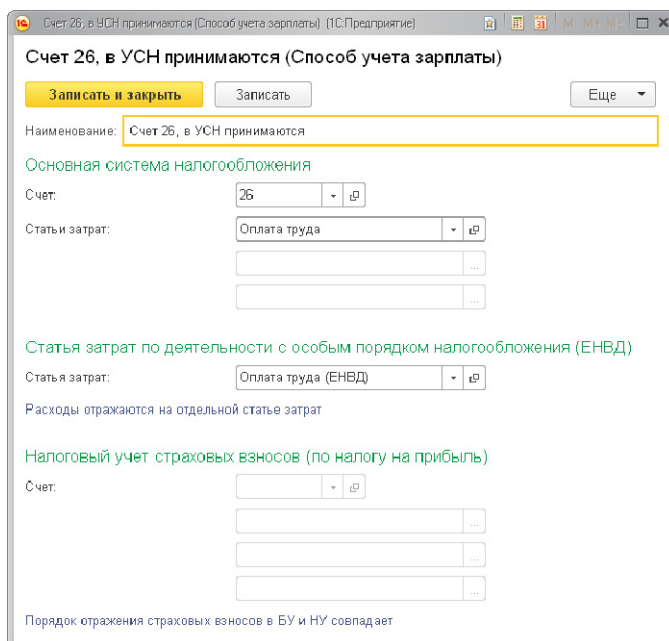 Счет 26, в УСН принимаются (Способ учета зарплаты) (1С:Предприятие) M M+ M-
Счет 26, в УСН принимаются (Способ учета зарплаты)
Записать и закрыть Записать Еще
Наименование: Счет 26, в УСН принимаются
Основная система налогообложения
Счет: 26
Статьи затрат: Оплата труда
Статья затрат по деятельности с особым порядком налогообложения (ЕНВД)
Статья затрат: Оплата труда (ЕНВД)
Расходы отражаются на отдельной статье затрат
Налоговый учет страховых взносов (по налогу на прибыль)
Счет:
Порядок отражения страховых взносов в БУ и НУ совпадает